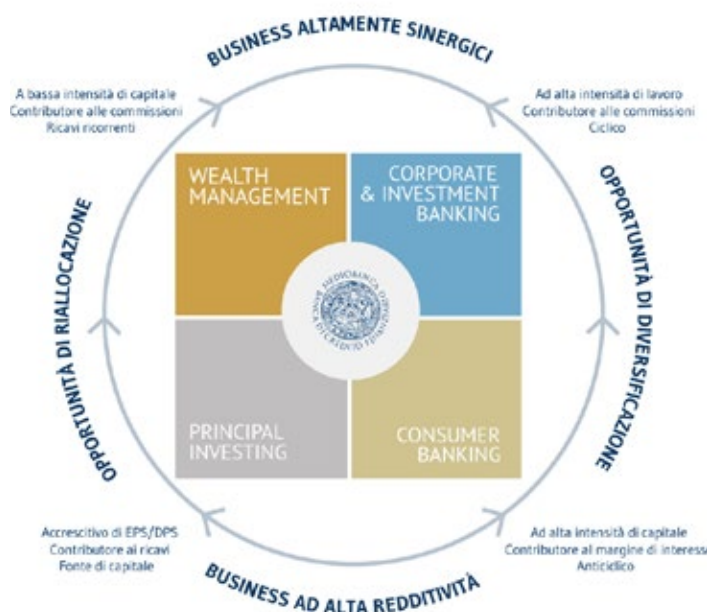 BUSINESS ALTAMENTE SINERGICI
A bassa intensità di capitale
Contributore alle commissioni
Ricavi ricorrenti
Ad alta intensità di lavoro
Contributore alle commissioni
Ciclico
WEALTH
MANAGEMENT
CORPORATE
& INVESTMENT
BANKING
OPPORTUNITÀ DI RIALLOCAZIONE
OPPORTUNITÀ DI DIVERSIFICAZIONE
PRINCIPAL
INVESTING
CONSUMER
BANKING
Accrescitivo di EPS/DPS
Contributore ai ricavi
Fonte di capitale
Ad alta intensità di capitale
Contributore al margine di interesse
Anticiclico
BUSINESS AD ALTA REDDITIVITÀ